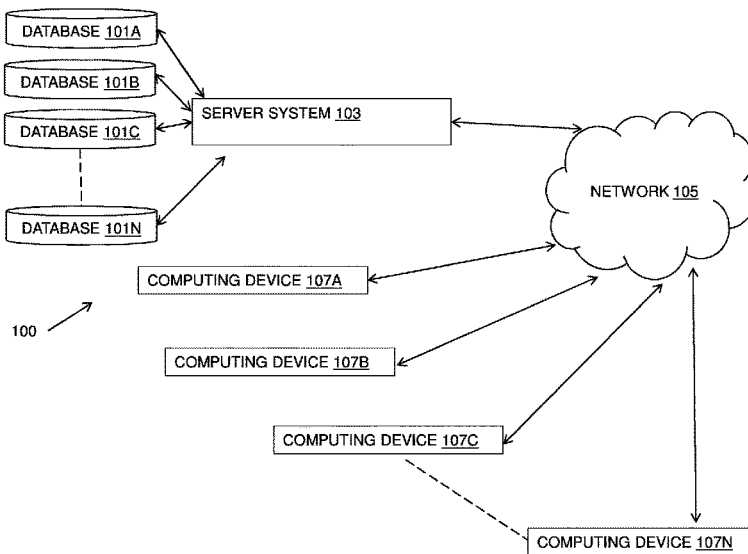 DATABASE 101A
DATABASE 101B
DATABASE 101C
DATABASE 101N
SERVER SYSTEM 103
NETWORK 105
COMPUTING DEVICE 107A
100
COMPUTING DEVICE 107B
COMPUTING DEVICE 107C
COMPUTING DEVICE 107N